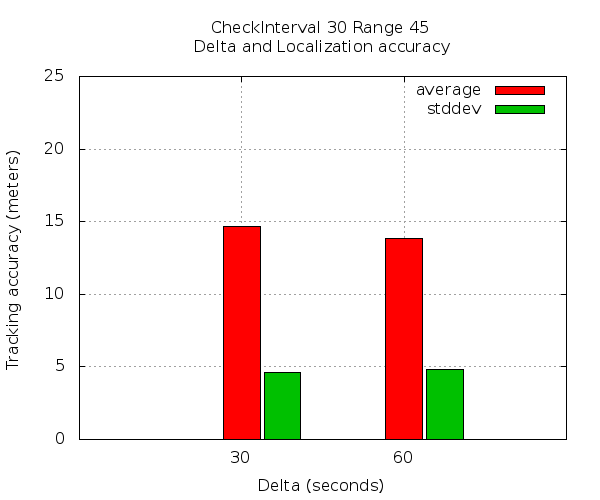 CheckInterval 30 Range 45
Delta and Localization accuracy
25
20
15
10
5
0
Tracking accuracy (meters)
average
stddev
30
60
Delta (seconds)